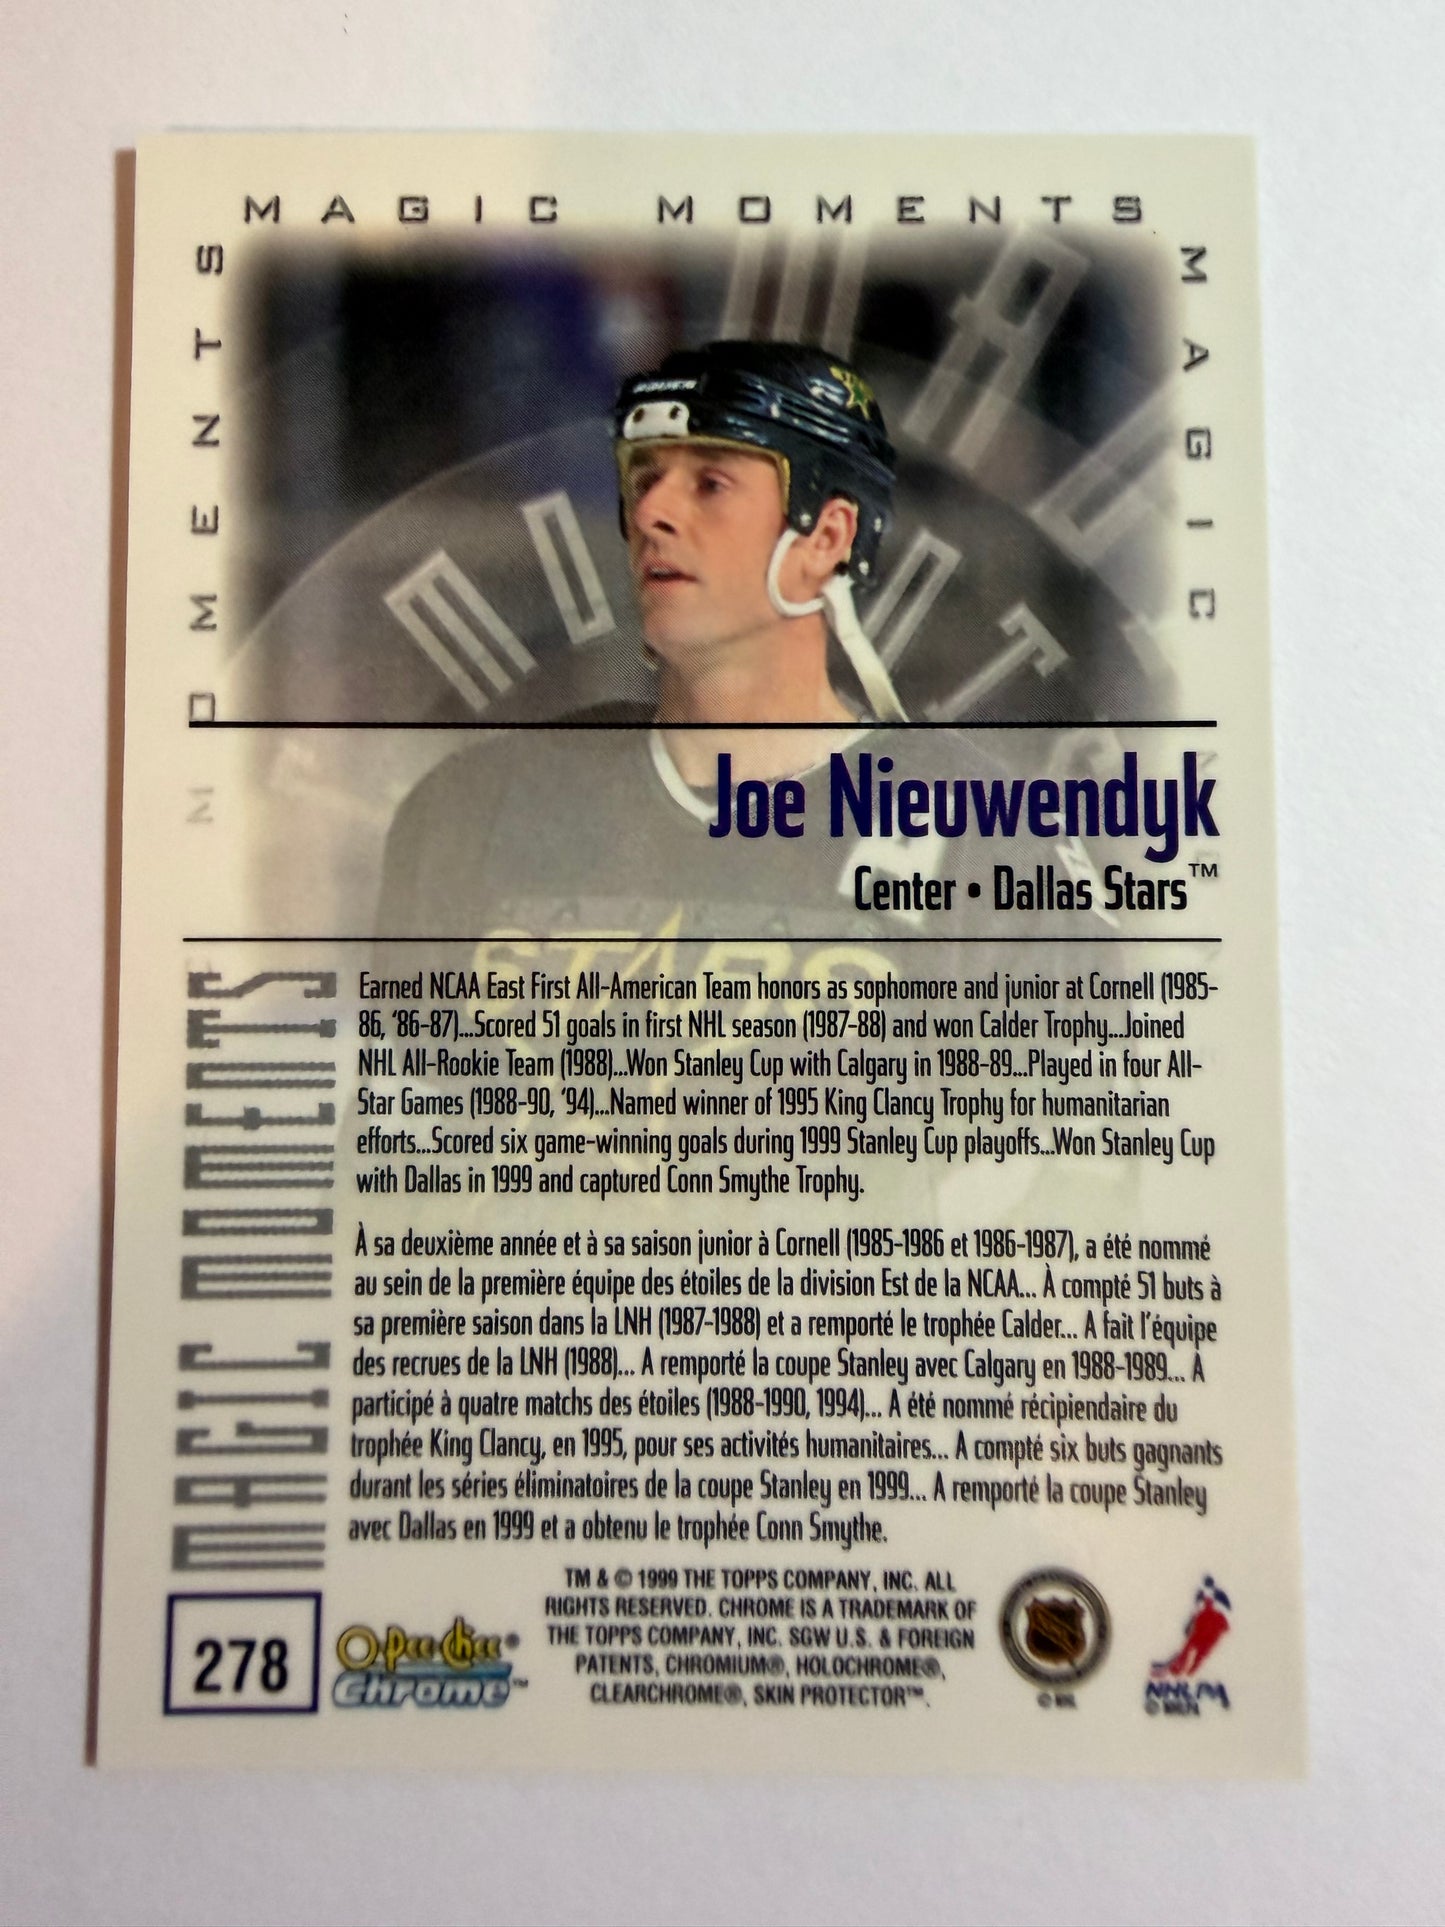 MAGIC MOMENTS
MAGIC
MOMENTS
BAUER
STARS
Joe Nieuwendyk
Center • Dallas Stars™
MAGIC MOMENTS
Earned NCAA East First All-American Team honors as sophomore and junior at Cornell (1985-
86, '86-87)...Scored 51 goals in first NHL season (1987-88) and won Calder Trophy...Joined
NHL All-Rookie Team (1988)...Won Stanley Cup with Calgary in 1988-89...Played in four All-
Star Games (1988-90, '94)...Named winner of 1995 King Clancy Trophy for humanitarian
efforts...Scored six game-winning goals during 1999 Stanley Cup playoffs...Won Stanley Cup
with Dallas in 1999 and captured Conn Smythe Trophy.
À sa deuxième année et à sa saison junior à Cornell (1985-1986 et 1986-1987), a été nommé
au sein de la première équipe des étoiles de la division Est de la NCAA... À compté 51 buts à
sa première saison dans la LNH (1987-1988) et a remporté le trophée Calder... A fait l'équipe
des recrues de la LNH (1988)... A remporté la coupe Stanley avec Calgary en 1988-1989... À
participé à quatre matchs des étoiles (1988-1990, 1994)... A été nommé récipiendaire du
trophée King Clancy, en 1995, pour ses activités humanitaires... A compté six buts gagnants
durant les séries éliminatoires de la coupe Stanley en 1999... A remporté la coupe Stanley
avec Dallas en 1999 et a obtenu le trophée Conn Smythe.
278
O-Pee-Chee®
Chrome™
TM & © 1999 THE TOPPS COMPANY, INC. ALL
RIGHTS RESERVED. CHROME IS A TRADEMARK OF
THE TOPPS COMPANY, INC. SGW U.S. & FOREIGN
PATENTS, CHROMIUM®, HOLOCHROME®,
CLEARCHROME®, SKIN PROTECTOR™.
© NHL
NHLPA